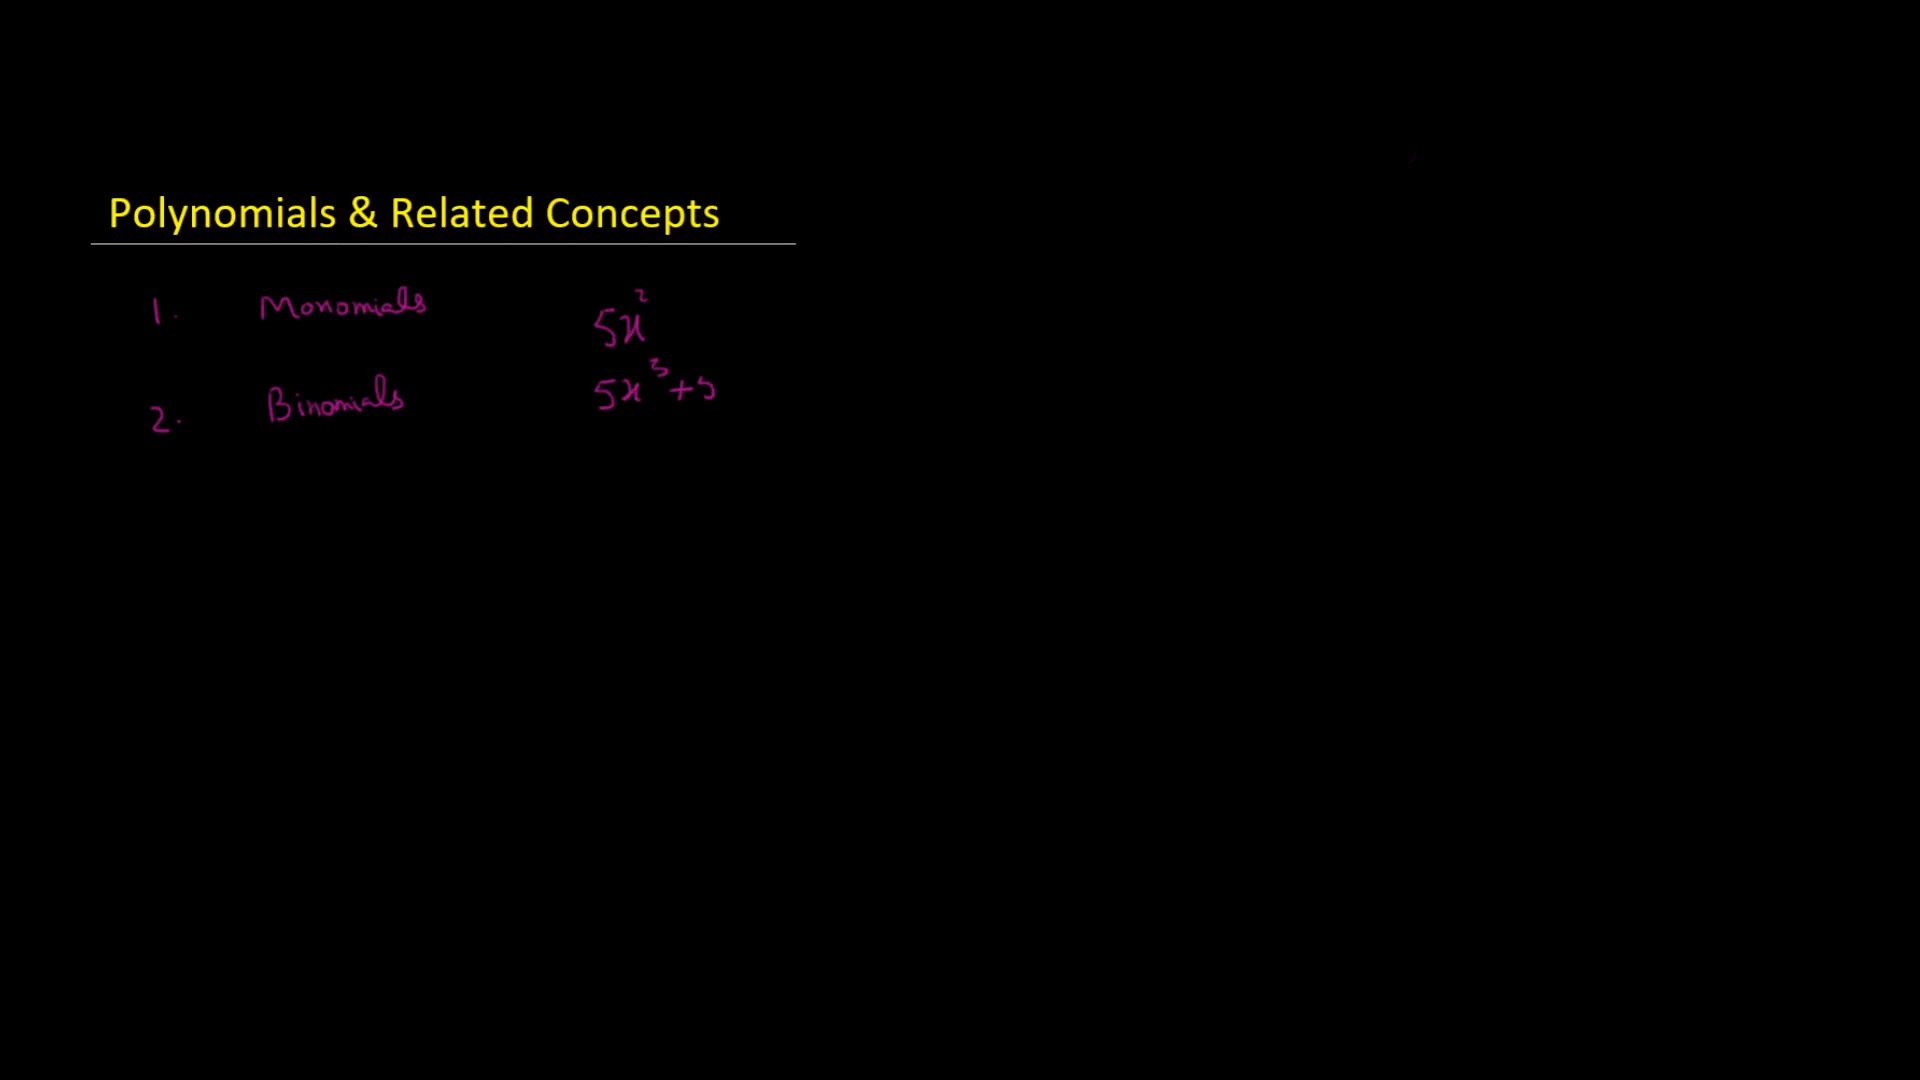 Polynomials & Related Concepts
1. Monomials 5x²
2. Binomials 5x³+5